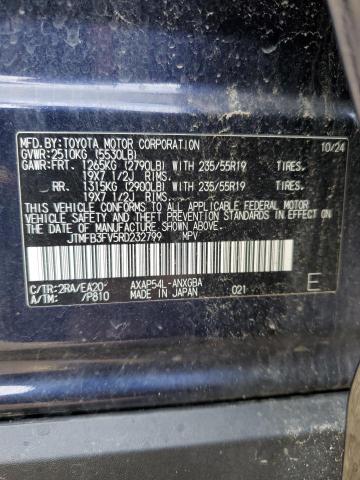 MFD.BY:TOYOTA MOTOR CORPORATION 10/24
GVWR:2510KG (5530LB)
GAWR:FRT. 1265KG (2790LB) WITH 235/55R19 TIRES,
19X7 1/2J RIMS,
RR. 1315KG (2900LB) WITH 235/55R19 TIRES,
19X7 1/2J RIMS,
THIS VEHICLE CONFORMS TO ALL APPLICABLE FEDERAL
MOTOR VEHICLE SAFETY STANDARDS IN EFFECT ON
THE DATE OF MANUFACTURE SHOWN ABOVE.
JTMFB3FV5RD232799 MPV
C/TR:2RA/EA20 AXAP54L-ANXGBA
A/TM: /P810 MADE IN JAPAN 021 E